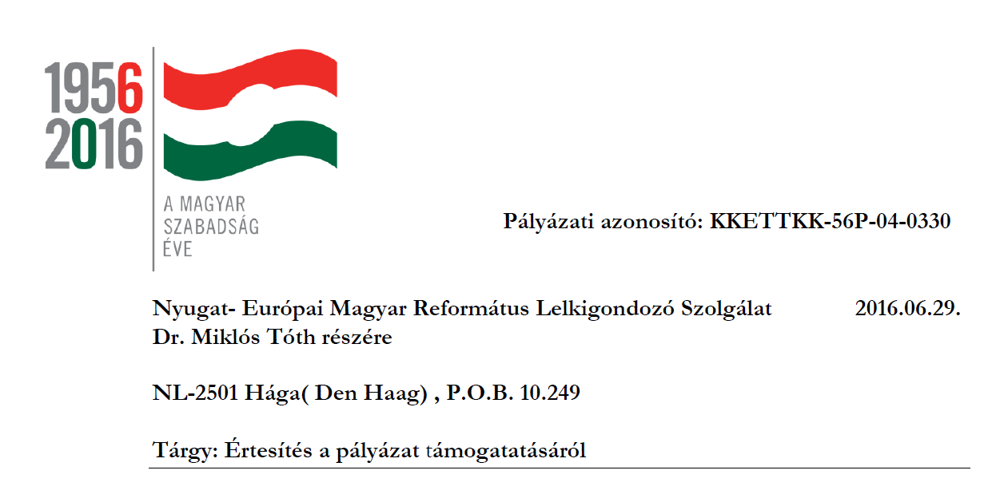 1956
2016
A MAGYAR
SZABADSÁG
ÉVE
Pályázati azonosító: KKETTKK-56P-04-0330
Nyugat- Európai Magyar Református Lelkigondozó Szolgálat 2016.06.29.
Dr. Miklós Tóth részére
NL-2501 Hága( Den Haag) , P.O.B. 10.249
Tárgy: Értesítés a pályázat támogatatásáról